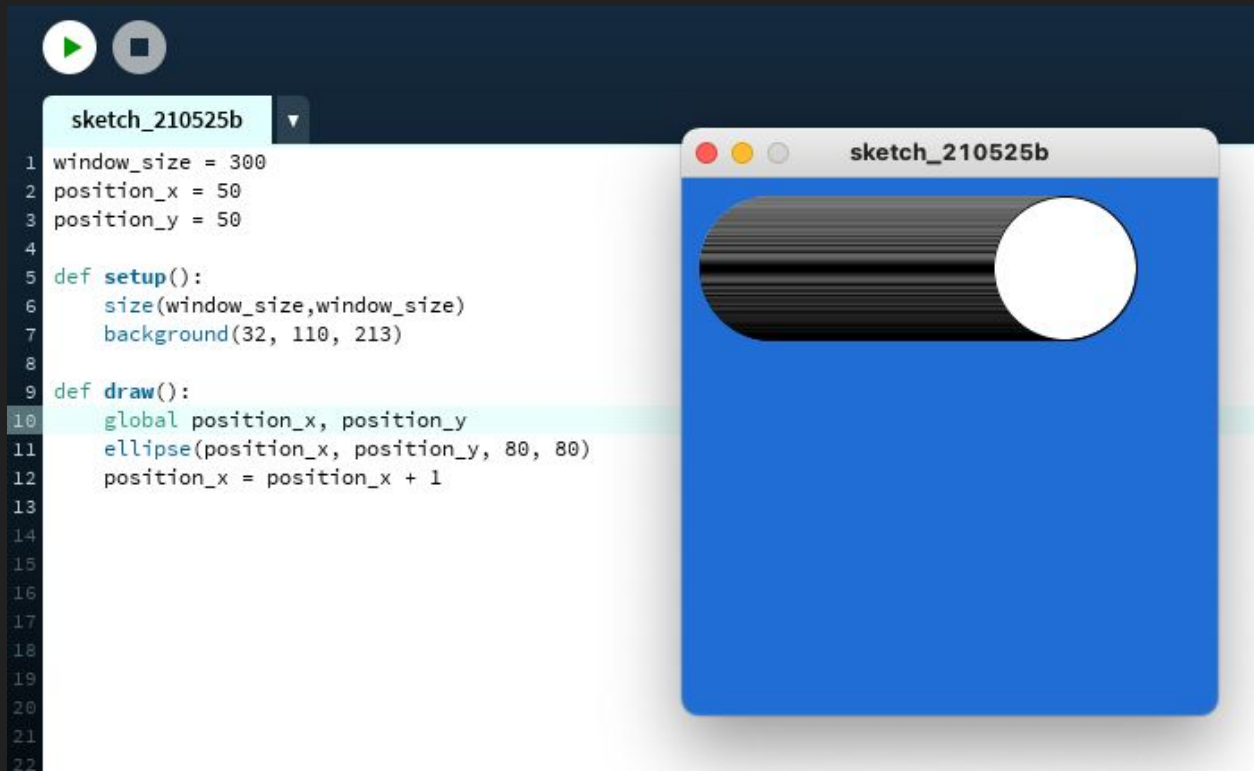 sketch_210525b
1 window_size = 300
2 position_x = 50
3 position_y = 50
4
5 def setup():
6     size(window_size,window_size)
7     background(32, 110, 213)
8
9 def draw():
10     global position_x, position_y
11     ellipse(position_x, position_y, 80, 80)
12     position_x = position_x + 1
13
14
15
16
17
18
19
20
21
22
sketch_210525b